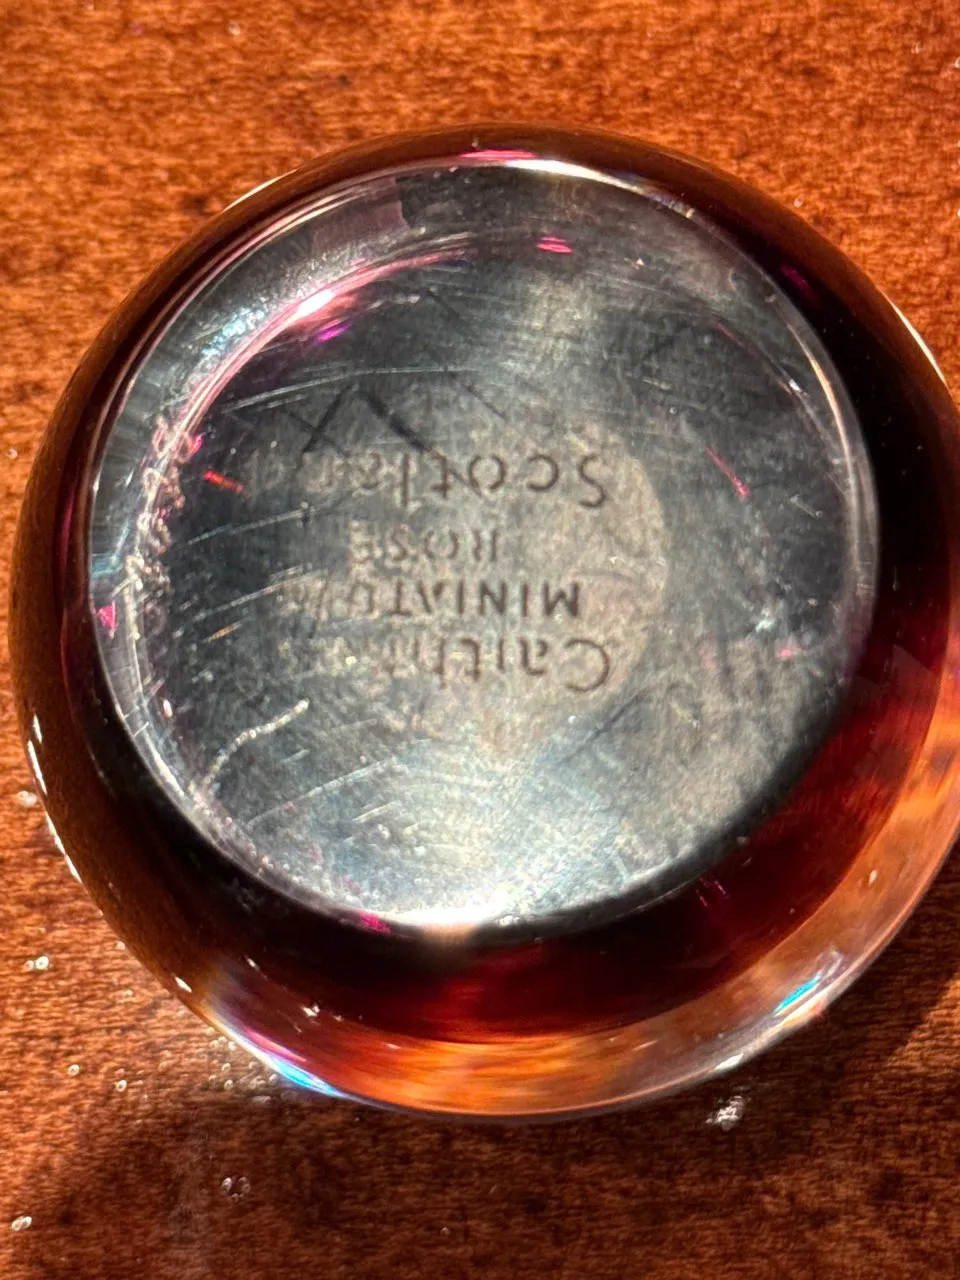 Caithness
MINIATURE
ROSE
Scotland